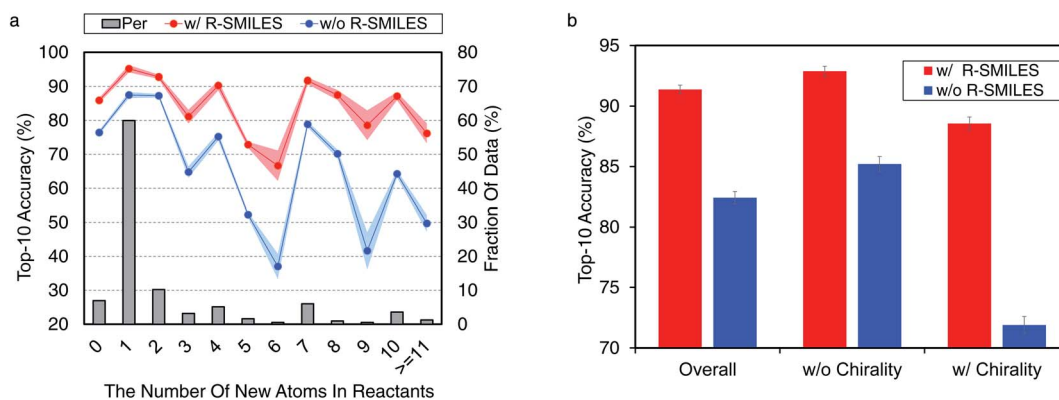 a
Per w/ R-SMILES w/o R-SMILES
100
90
80
70
60
50
40
30
20
Top-10 Accuracy (%)
80
70
60
50
40
30
20
10
0
Fraction Of Data (%)
0 1 2 3 4 5 6 7 8 9 10 >=11
The Number Of New Atoms In Reactants
b
95
90
85
80
75
70
Top-10 Accuracy (%)
w/ R-SMILES
w/o R-SMILES
Overall w/o Chirality w/ Chirality